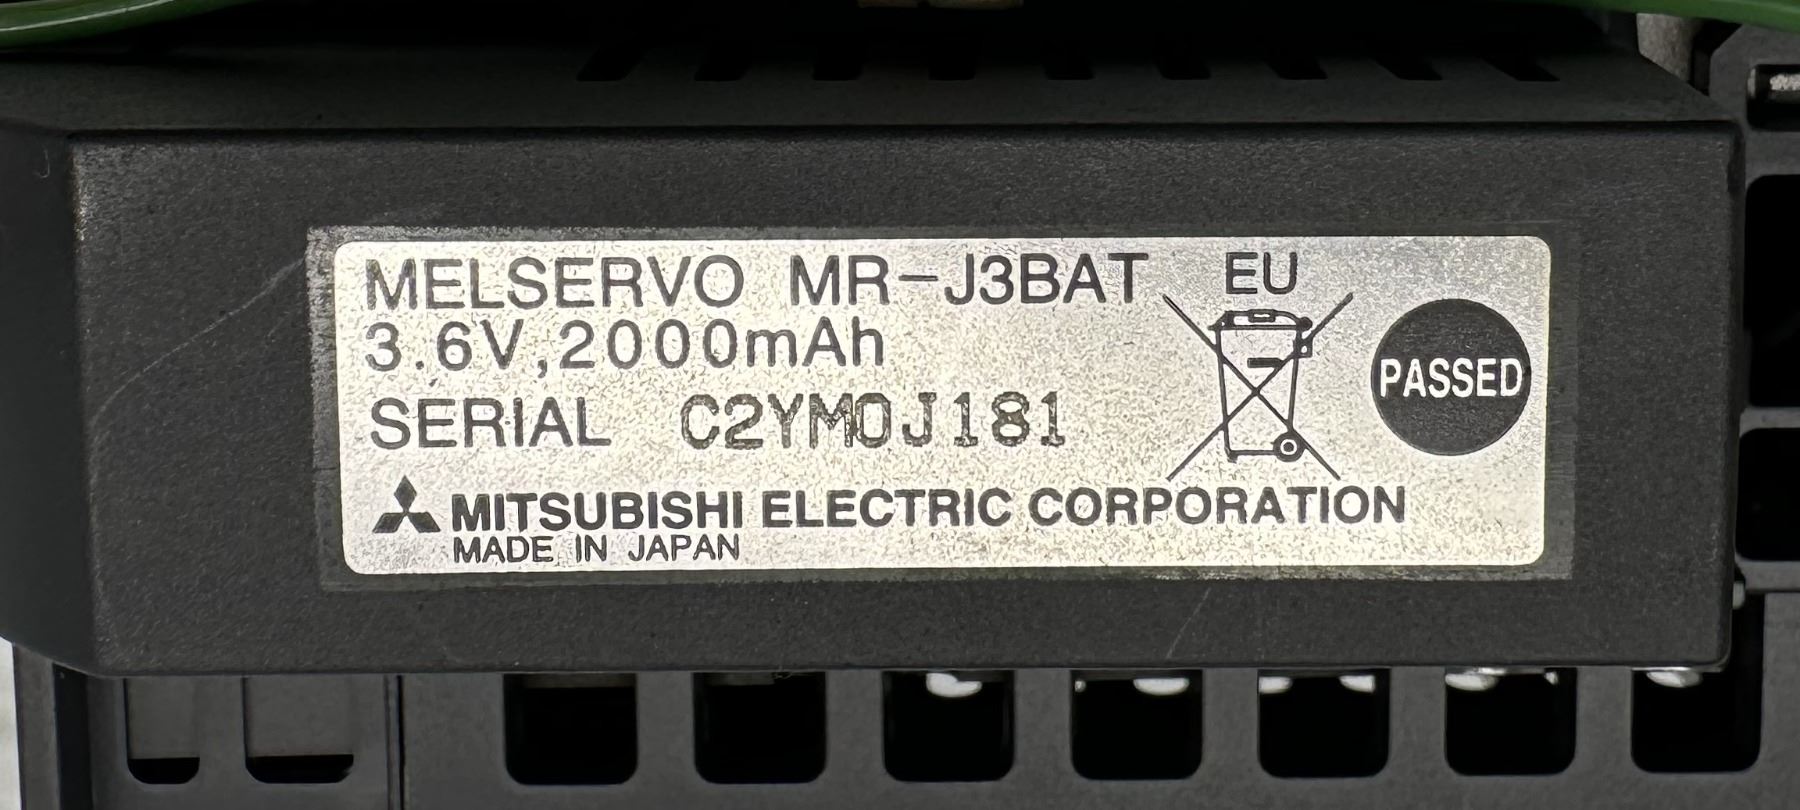 MELSERVO MR-J3BAT EU
3.6V,2000mAh
PASSED
SERIAL C2YM0J181
MITSUBISHI ELECTRIC CORPORATION
MADE IN JAPAN